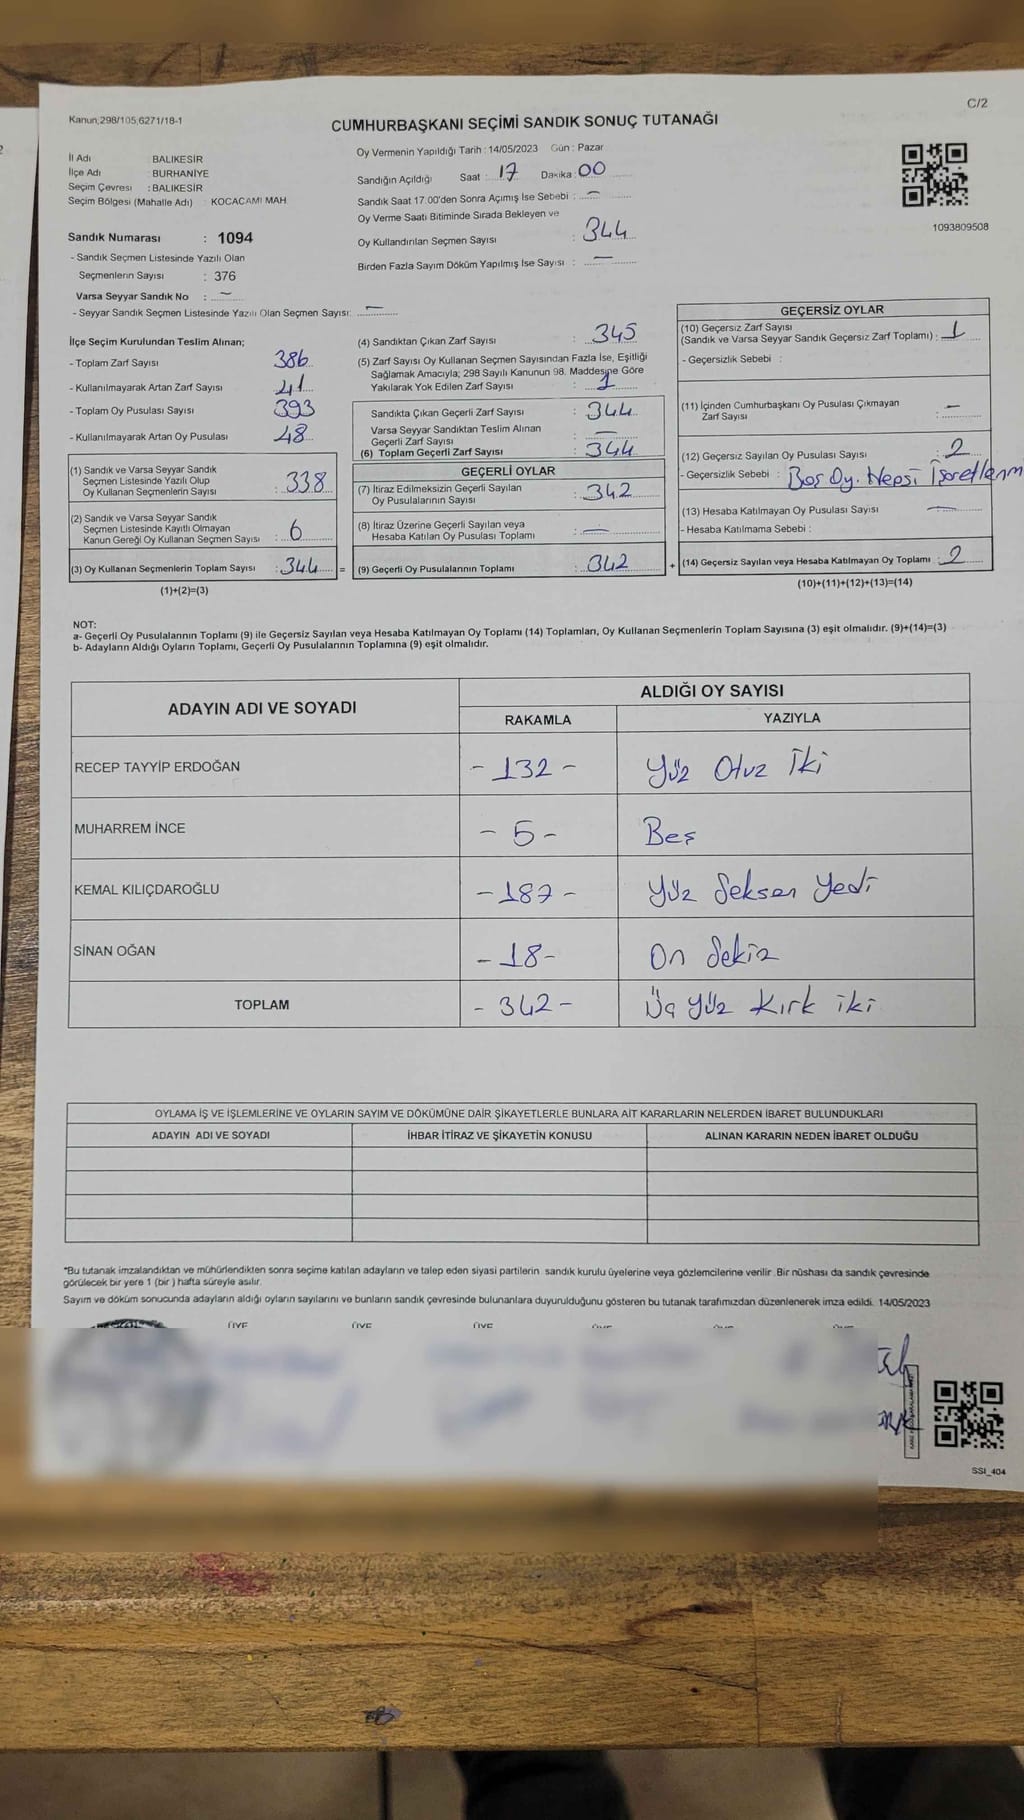 C/2
Kanun,298/105,6271/18-1
CUMHURBAŞKANI SEÇİMİ SANDIK SONUÇ TUTANAĞI
İl Adı BALIKESİR
İlçe Adı : BURHANİYE
Seçim Çevresi : BALIKESİR
Seçim Bölgesi (Mahalle Adı) : KOCACAMİ MAH
Sandık Numarası : 1094
- Sandık Seçmen Listesinde Yazılı Olan
Seçmenlerin Sayısı : 376
Varsa Seyyar Sandık No : —
- Seyyar Sandık Seçmen Listesinde Yazılı Olan Seçmen Sayısı: —
Oy Vermenin Yapıldığı Tarih : 14/05/2023 Gün : Pazar
Sandığın Açıldığı Saat : 17 Dakika : 00
Sandık Saat 17.00'den Sonra Açımış İse Sebebi : —
Oy Verme Saati Bitiminde Sırada Bekleyen ve
Oy Kullandırılan Seçmen Sayısı : 344
Birden Fazla Sayım Döküm Yapılmış İse Sayısı : —
1093809508
İlçe Seçim Kurulundan Teslim Alınan;
- Toplam Zarf Sayısı 386
- Kullanılmayarak Artan Zarf Sayısı 41
- Toplam Oy Pusulası Sayısı 393
- Kullanılmayarak Artan Oy Pusulası 48
(1) Sandık ve Varsa Seyyar Sandık
Seçmen Listesinde Yazılı Olup
Oy Kullanan Seçmenlerin Sayısı : 338
(2) Sandık ve Varsa Seyyar Sandık
Seçmen Listesinde Kayıtlı Olmayan
Kanun Gereği Oy Kullanan Seçmen Sayısı : 6
(3) Oy Kullanan Seçmenlerin Toplam Sayısı : 344 =
(1)+(2)=(3)
(4) Sandıktan Çıkan Zarf Sayısı : 345
(5) Zarf Sayısı Oy Kullanan Seçmen Sayısından Fazla İse, Eşitliği
Sağlamak Amacıyla; 298 Sayılı Kanunun 98. Maddesine Göre
Yakılarak Yok Edilen Zarf Sayısı : 1
Sandıkta Çıkan Geçerli Zarf Sayısı : 344
Varsa Seyyar Sandıktan Teslim Alınan
Geçerli Zarf Sayısı : —
(6) Toplam Geçerli Zarf Sayısı : 344
GEÇERLİ OYLAR
(7) İtiraz Edilmeksizin Geçerli Sayılan
Oy Pusulalarının Sayısı : 342
(8) İtiraz Üzerine Geçerli Sayılan veya
Hesaba Katılan Oy Pusulası Toplamı : —
(9) Geçerli Oy Pusulalarının Toplamı : 342 +
GEÇERSİZ OYLAR
(10) Geçersiz Zarf Sayısı
(Sandık ve Varsa Seyyar Sandık Geçersiz Zarf Toplamı) : 1
- Geçersizlik Sebebi :
(11) İçinden Cumhurbaşkanı Oy Pusulası Çıkmayan
Zarf Sayısı : —
(12) Geçersiz Sayılan Oy Pusulası Sayısı : 2
- Geçersizlik Sebebi : Boş Oy. Hepsi İşaretlenm
(13) Hesaba Katılmayan Oy Pusulası Sayısı : —
- Hesaba Katılmama Sebebi :
(14) Geçersiz Sayılan veya Hesaba Katılmayan Oy Toplamı : 2
(10)+(11)+(12)+(13)=(14)
NOT:
a- Geçerli Oy Pusulalarının Toplamı (9) ile Geçersiz Sayılan veya Hesaba Katılmayan Oy Toplamı (14) Toplamları, Oy Kullanan Seçmenlerin Toplam Sayısına (3) eşit olmalıdır. (9)+(14)=(3)
b- Adayların Aldığı Oyların Toplamı, Geçerli Oy Pusulalarının Toplamına (9) eşit olmalıdır.
ADAYIN ADI VE SOYADI ALDIĞI OY SAYISI
RAKAMLA YAZIYLA
RECEP TAYYİP ERDOĞAN - 132 - Yüz Otuz İki
MUHARREM İNCE - 5 - Beş
KEMAL KILIÇDAROĞLU - 187 - Yüz Seksen Yedi
SİNAN OĞAN - 18 - On Sekiz
TOPLAM - 342 - Üç Yüz Kırk iki
OYLAMA İŞ VE İŞLEMLERİNE VE OYLARIN SAYIM VE DÖKÜMÜNE DAİR ŞİKAYETLERLE BUNLARA AİT KARARLARIN NELERDEN İBARET BULUNDUKLARI
ADAYIN ADI VE SOYADI İHBAR İTİRAZ VE ŞİKAYETİN KONUSU ALINAN KARARIN NEDEN İBARET OLDUĞU
*Bu tutanak imzalandıktan ve mühürlendikten sonra seçime katılan adayların ve talep eden siyasi partilerin sandık kurulu üyelerine veya gözlemcilerine verilir. Bir nüshası da sandık çevresinde
görülecek bir yere 1 (bir ) hafta süreyle asılır.
Sayım ve döküm sonucunda adayların aldığı oyların sayılarını ve bunların sandık çevresinde bulunanlara duyurulduğunu gösteren bu tutanak tarafımızdan düzenlenerek imza edildi. 14/05/2023
ÜYE ÜYE ÜYE
SSI_404